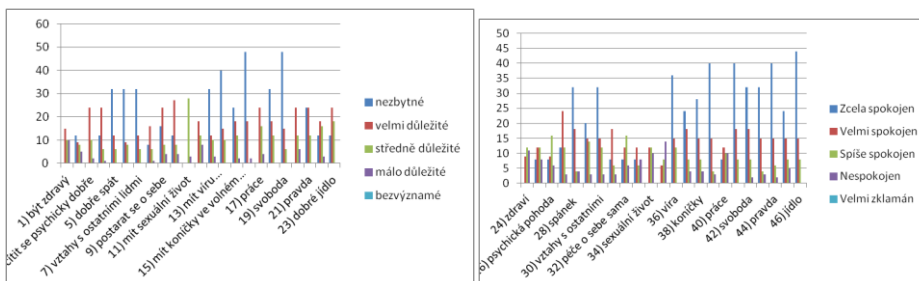 60
50
40
30
20
10
0
nezbytné
velmi důležité
středně důležité
málo důležité
bezvýznamé
1) být zdravý
cítit se psychicky dobře
5) dobře spát
7) vztahy s ostatními lidmi
9) postarat se o sebe
11) mít sexuální život
13) mít víru...
15) mít koníčky ve volném...
17) práce
19) svoboda
21) pravda
23) dobré jídlo
50
45
40
35
30
25
20
15
10
5
0
Zcela spokojen
Velmi spokojen
Spíše spokojen
Nespokojen
Velmi zklamán
24) zdraví
26) psychická pohoda
28) spánek
30) vztahy s ostatními
32) péče o sebe sama
34) sexuální život
36) víra
38) koníčky
40) práce
42) svoboda
44) pravda
46) jídlo